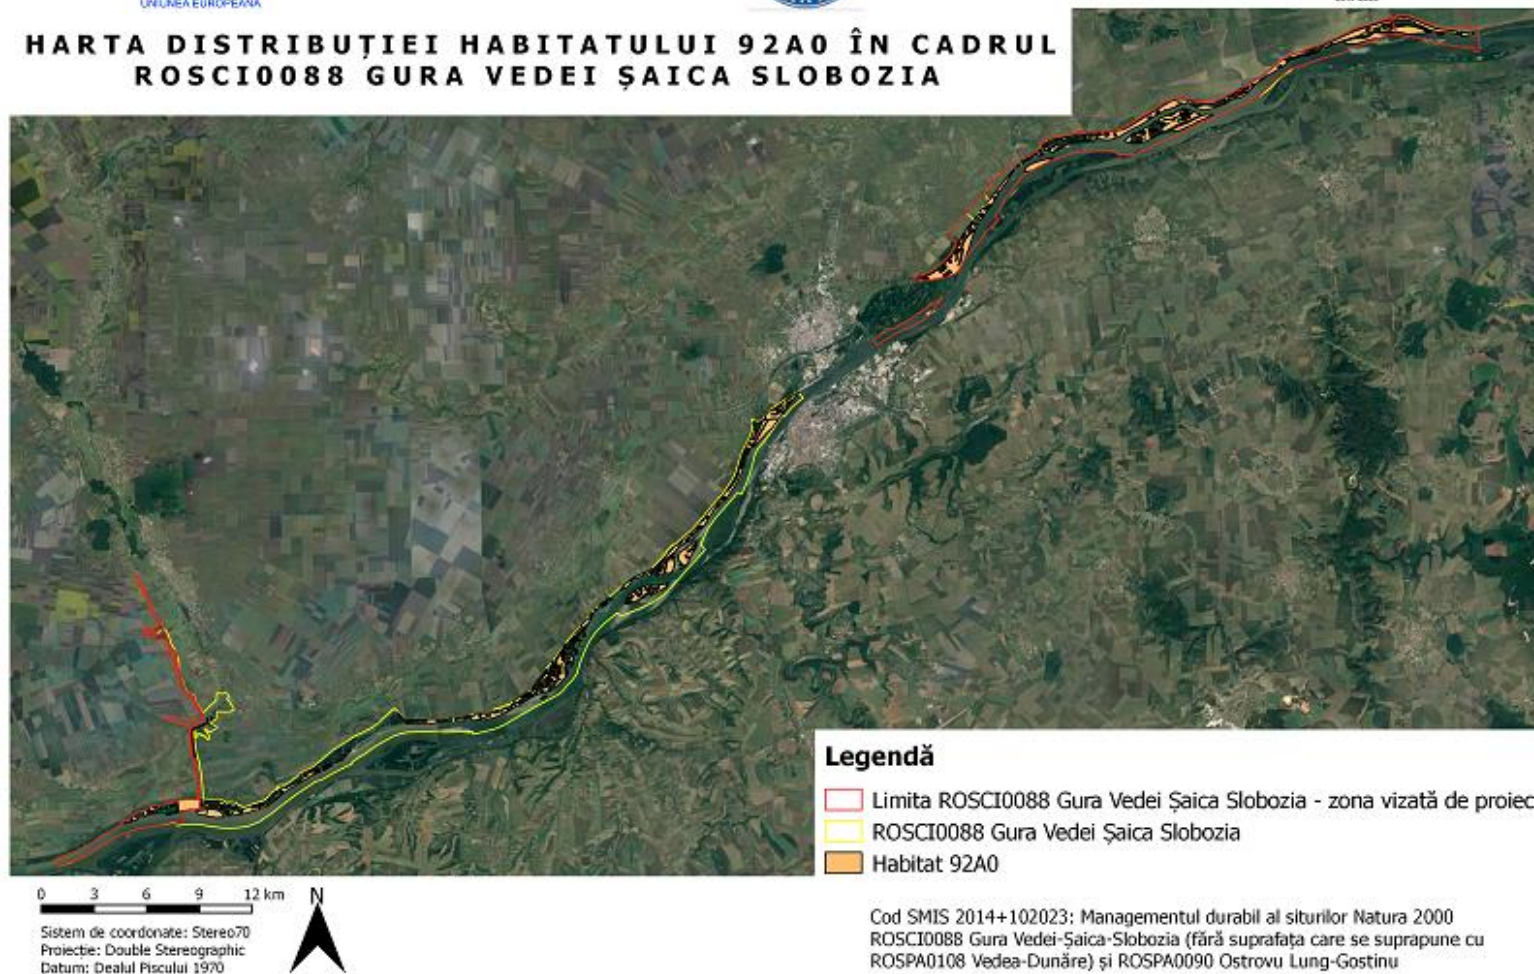 UNIUNEA EUROPEANĂ
HARTA DISTRIBUȚIEI HABITATULUI 92A0 ÎN CADRUL
ROSCI0088 GURA VEDEI ȘAICA SLOBOZIA
Legendă
Limita ROSCI0088 Gura Vedei Șaica Slobozia - zona vizată de proiec
ROSCI0088 Gura Vedei Șaica Slobozia
Habitat 92A0
0 3 6 9 12 km
N
Sistem de coordonate: Stereo70
Proiecție: Double Stereographic
Datum: Dealul Piscului 1970
Cod SMIS 2014+102023: Managementul durabil al siturilor Natura 2000
ROSCI0088 Gura Vedei-Șaica-Slobozia (fără suprafața care se suprapune cu
ROSPA0108 Vedea-Dunăre) și ROSPA0090 Ostrovu Lung-Gostinu